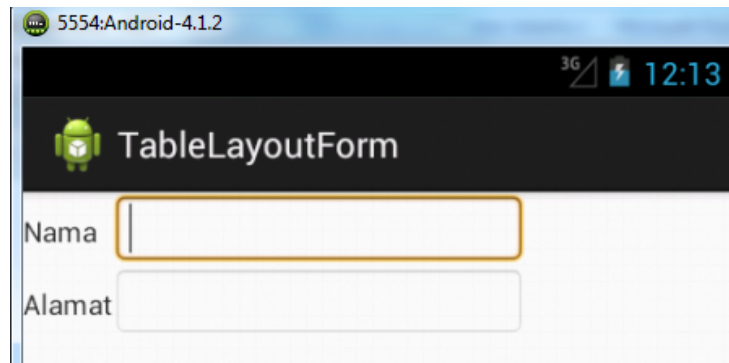 5554:Android-4.1.2
3G 12:13
TableLayoutForm
Nama
Alamat